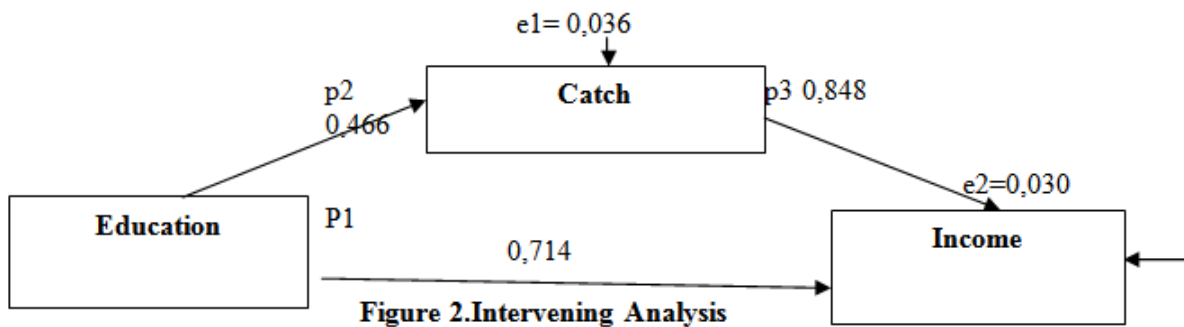 e1= 0,036
Catch
p2
0,466
p3 0,848
e2=0,030
Education
P1
0,714
Income
Figure 2.Intervening Analysis